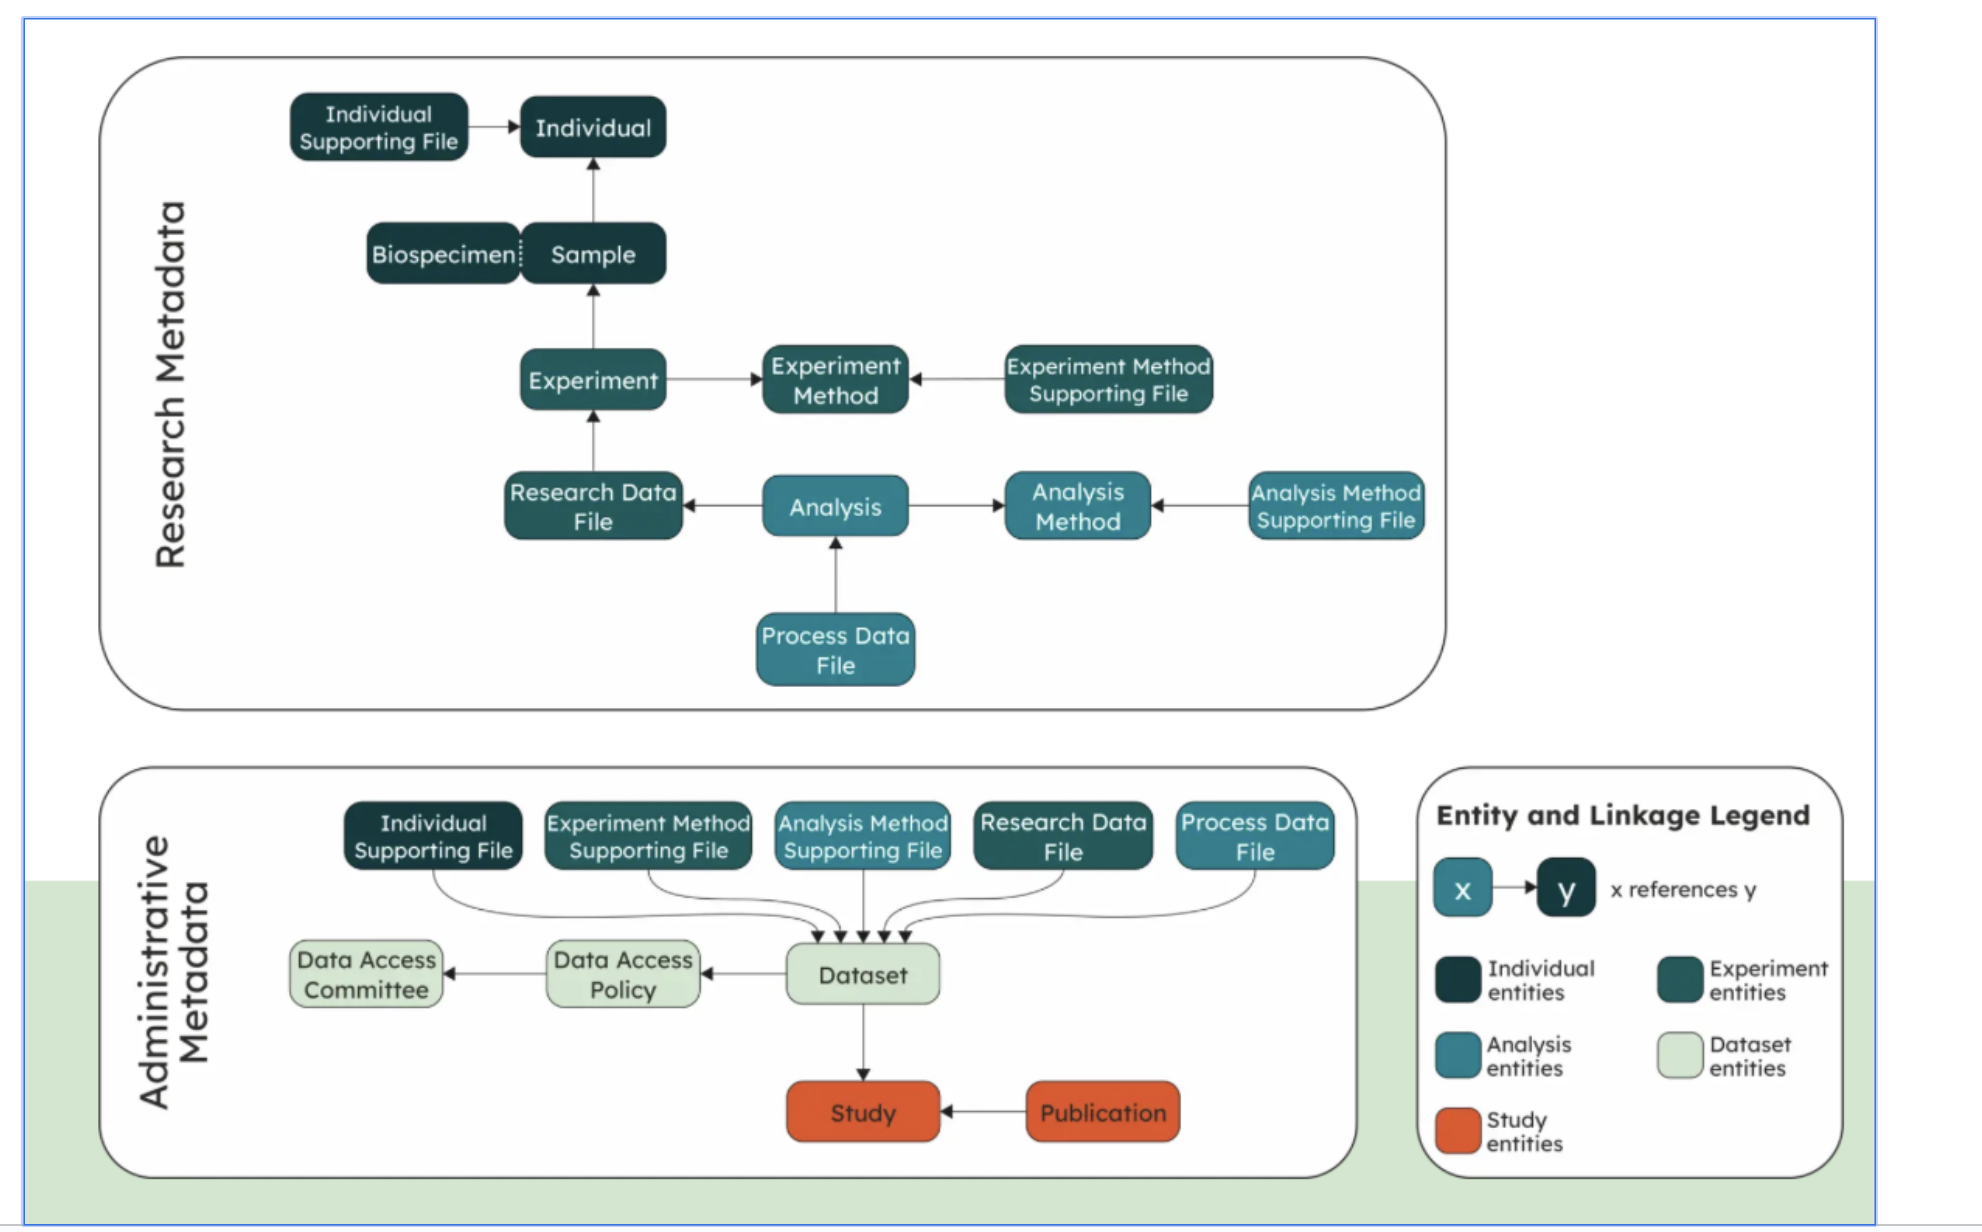 Research Metadata
Individual
Supporting File
Individual
Biospecimen
Sample
Experiment
Experiment
Method
Experiment Method
Supporting File
Research Data
File
Analysis
Analysis
Method
Analysis Method
Supporting File
Process Data
File
Administrative
Metadata
Individual
Supporting File
Experiment Method
Supporting File
Analysis Method
Supporting File
Research Data
File
Process Data
File
Data Access
Committee
Data Access
Policy
Dataset
Study
Publication
Entity and Linkage Legend
x
y
x references y
Individual
entities
Experiment
entities
Analysis
entities
Dataset
entities
Study
entities